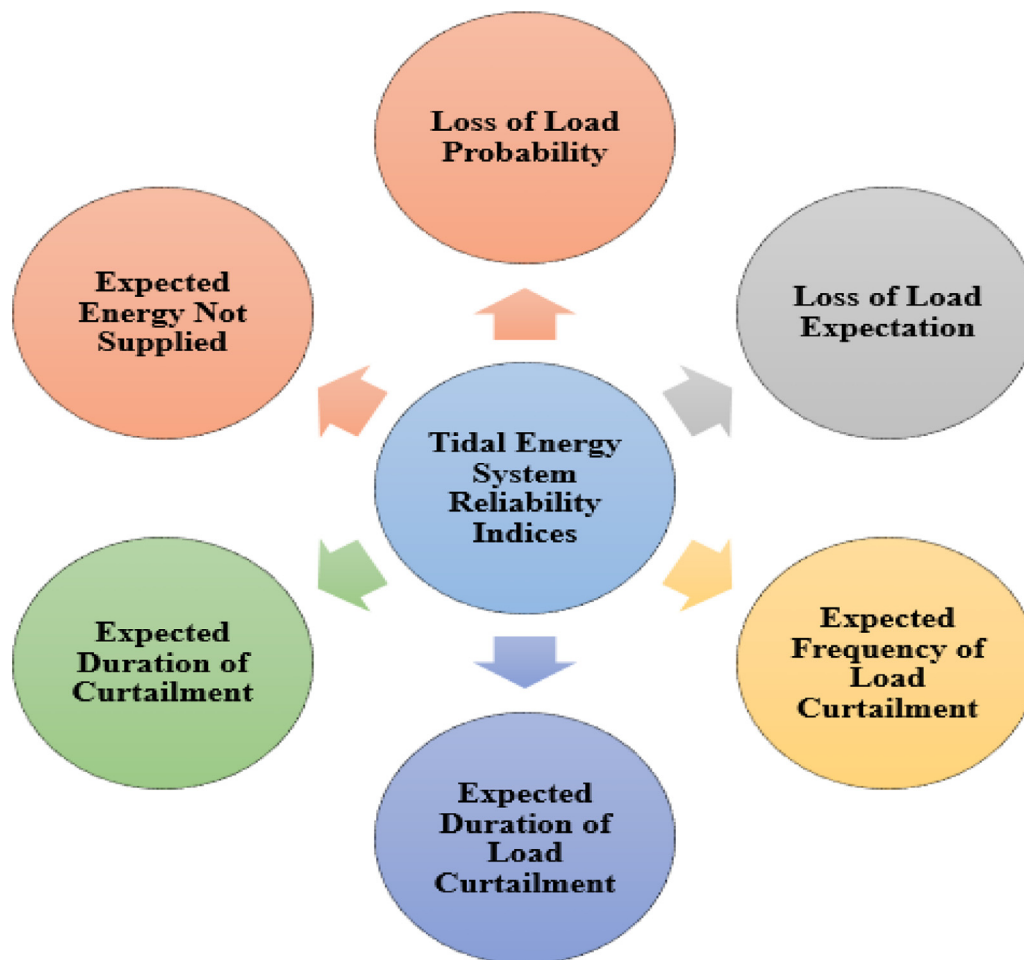 Loss of Load
Probability
Loss of Load
Expectation
Expected
Frequency of
Load
Curtailment
Expected
Duration of
Load
Curtailment
Expected
Duration of
Curtailment
Expected
Energy Not
Supplied
Tidal Energy
System
Reliability
Indices